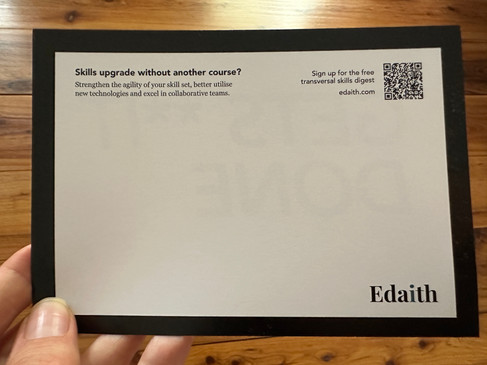 Skills upgrade without another course?
Strengthen the agility of your skill set, better utilise
new technologies and excel in collaborative teams.
Sign up for the free
transversal skills digest
edaith.com
DONE
Edaith